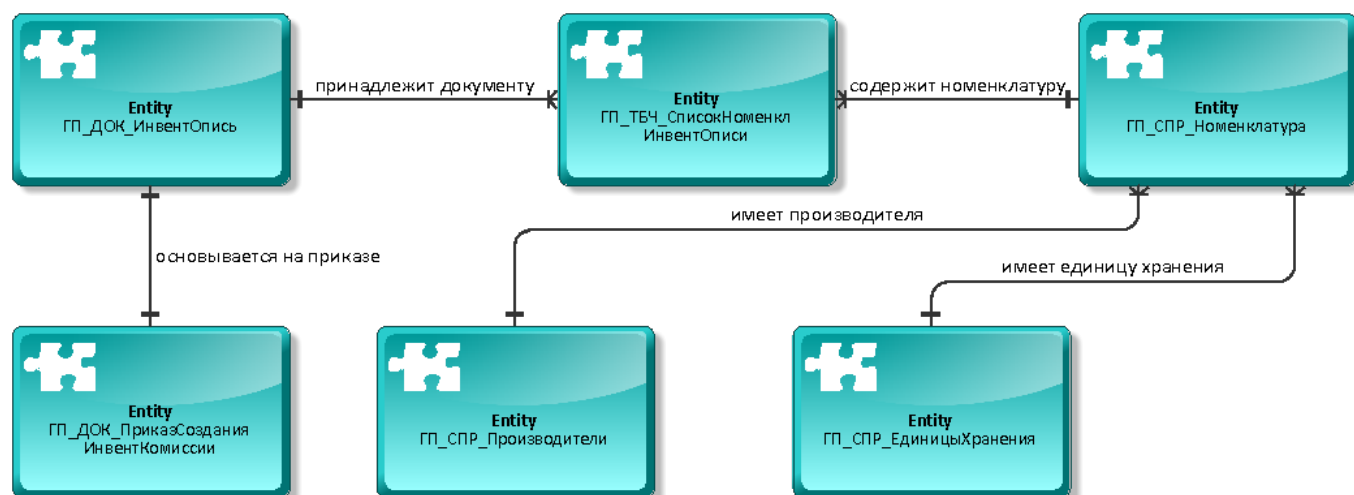 Entity
ГП_ДОК_ИнвентОпись
принадлежит документу
Entity
ГП_ТБЧ_СписокНоменкл
ИнвентОписи
содержит номенклатуру
Entity
ГП_СПР_Номенклатура
имеет производителя
основывается на приказе
имеет единицу хранения
Entity
ГП_ДОК_ПриказСоздания
ИнвентКомиссии
Entity
ГП_СПР_Производители
Entity
ГП_СПР_ЕдиницыХранения